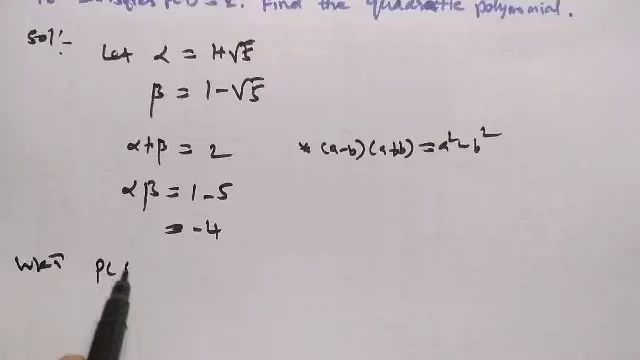 satisfies P(1) = 2. Find the quadratic polynomial.
Sol:-
Let α = 1+√5
β = 1-√5
α+β = 2
* (a-b)(a+b) = a²-b²
αβ = 1-5
= -4
WKT P(